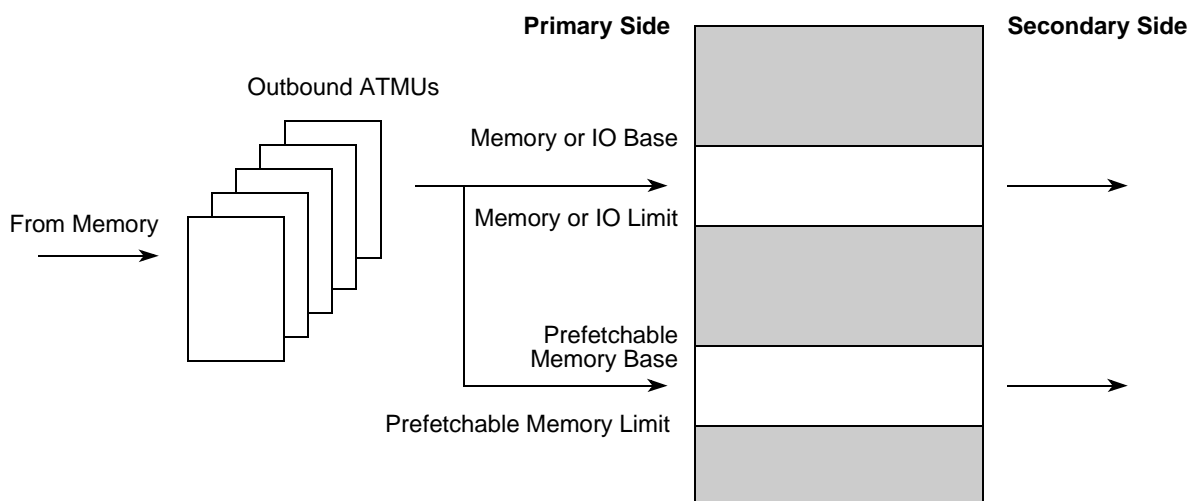 Primary Side
Secondary Side
Outbound ATMUs
Memory or IO Base
From Memory
Memory or IO Limit
Prefetchable
Memory Base
Prefetchable Memory Limit